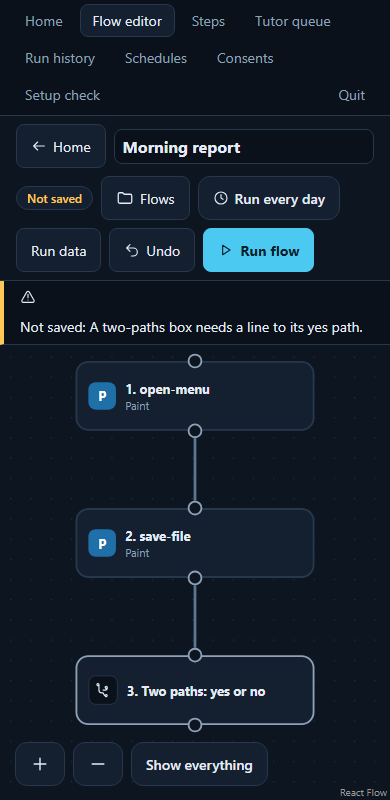 Home Flow editor Steps Tutor queue
Run history Schedules Consents
Setup check Quit
Home Morning report
Not saved Flows Run every day
Run data Undo Run flow
Not saved: A two-paths box needs a line to its yes path.
P 1. open-menu
Paint
P 2. save-file
Paint
3. Two paths: yes or no
Show everything
React Flow